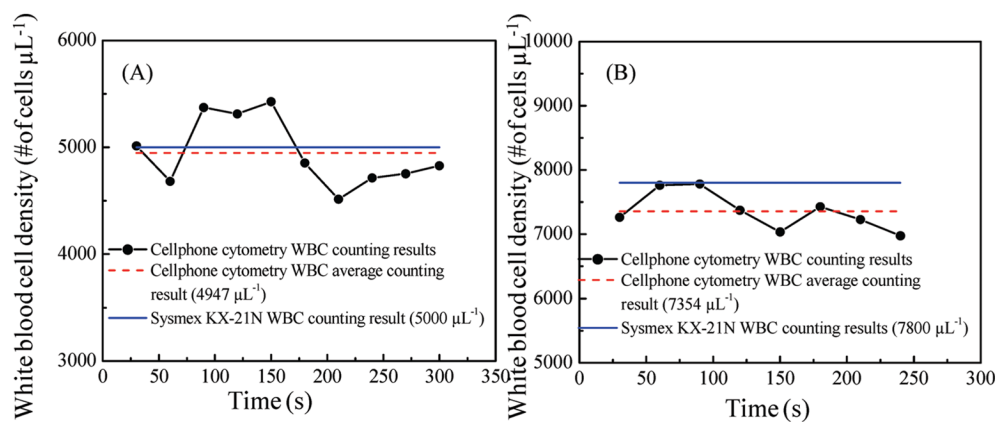 White blood cell density (# of cells μL-1)
6000
5000
4000
3000
(A)
Cellphone cytometry WBC counting results
Cellphone cytometry WBC average counting
result (4947 μL-1)
Sysmex KX-21N WBC counting result (5000 μL-1)
0 50 100 150 200 250 300 350
Time (s)
White blood cell density (# of cells μL-1)
10000
9000
8000
7000
6000
5000
(B)
Cellphone cytometry WBC counting results
Cellphone cytometry WBC average counting
result (7354 μL-1)
Sysmex KX-21N WBC counting results (7800 μL-1)
0 50 100 150 200 250 300
Time (s)